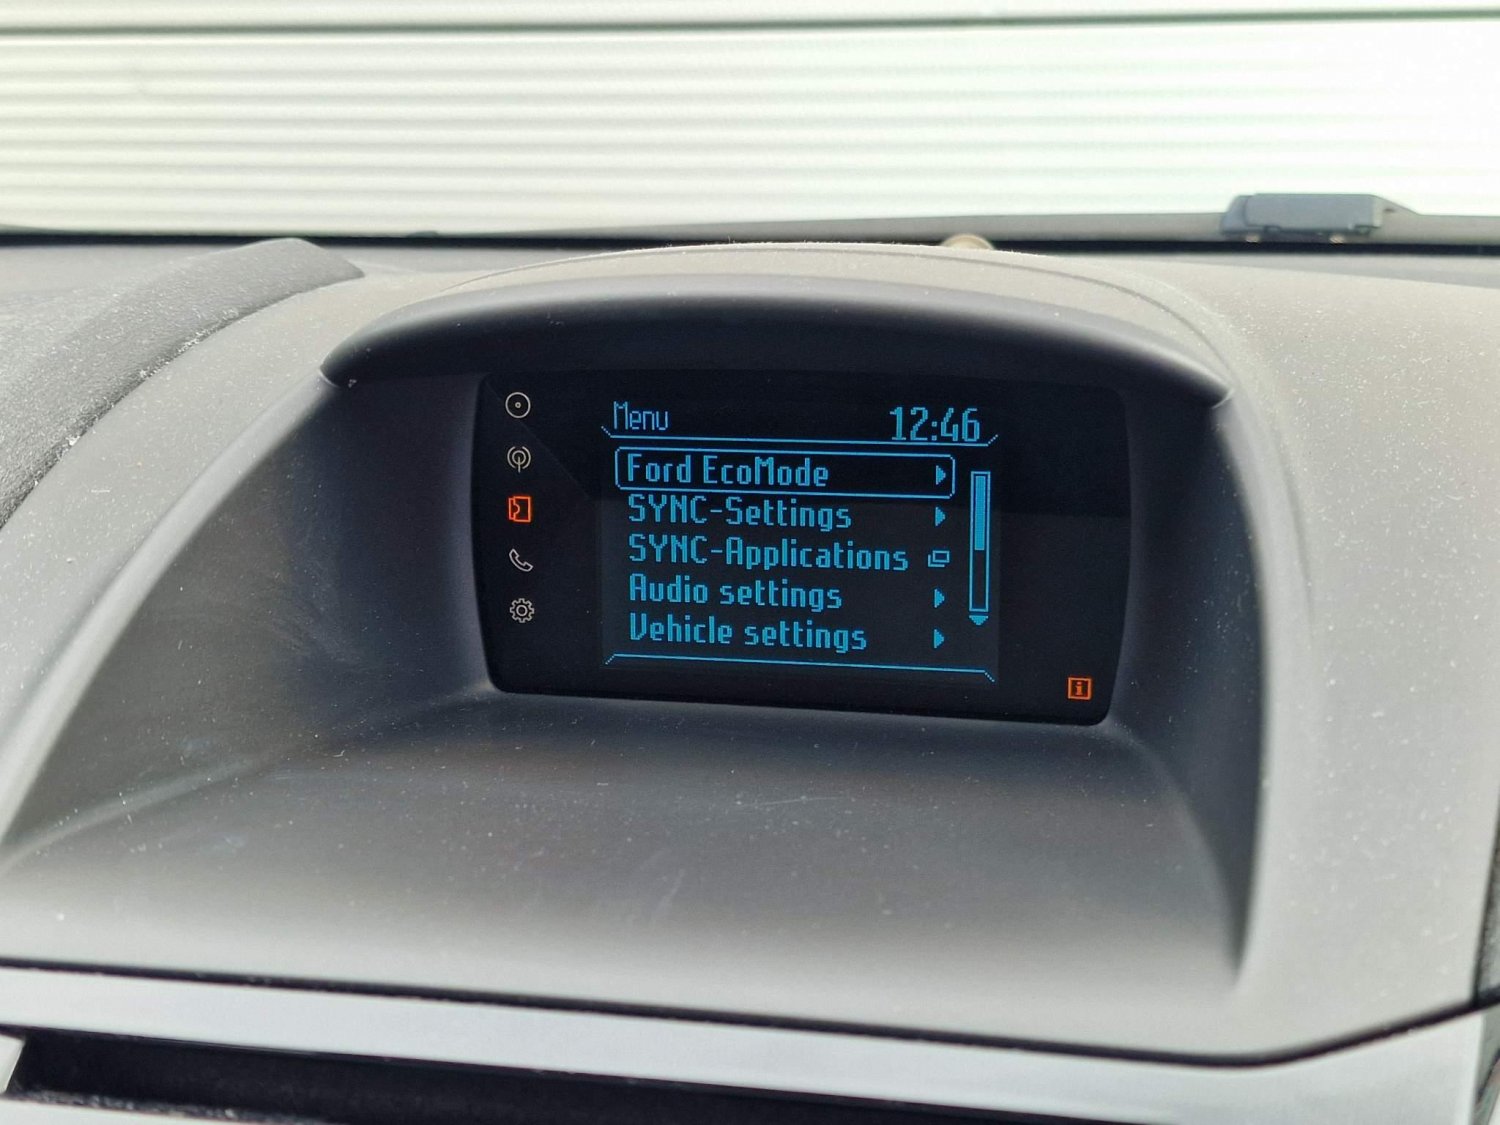 Menu
12:46
Ford EcoMode
SYNC-Settings
SYNC-Applications
Audio settings
Vehicle settings
i